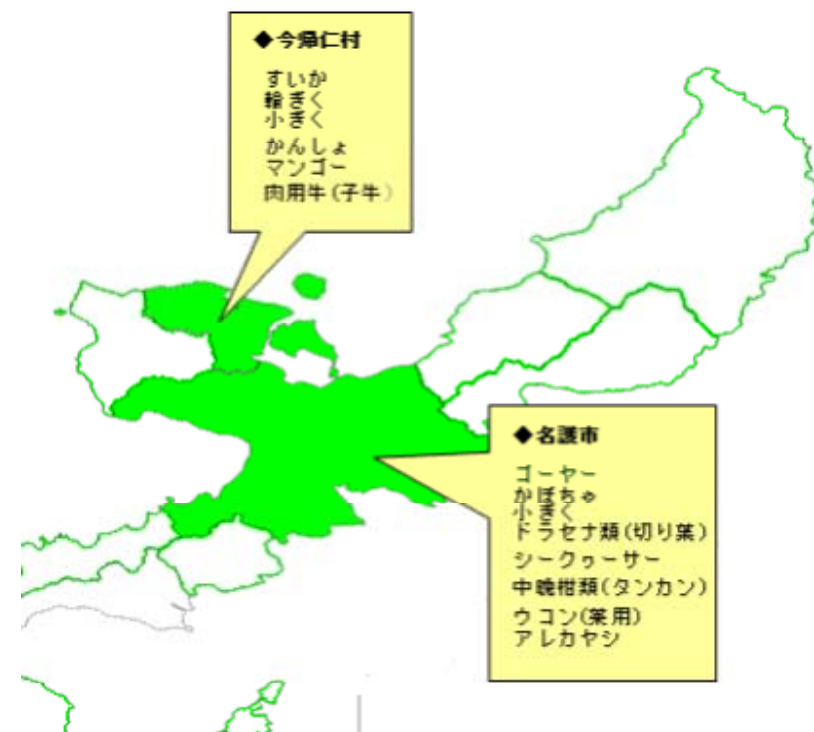 ◆今帰仁村
すいか
輪ぎく
小ぎく
かんしょ
マンゴー
肉用牛(子牛)
◆名護市
ゴーヤー
かぼちゃ
小ぎく
ドラセナ類(切り葉)
シークヮーサー
中晩柑類(タンカン)
ウコン(薬用)
アレカヤシ